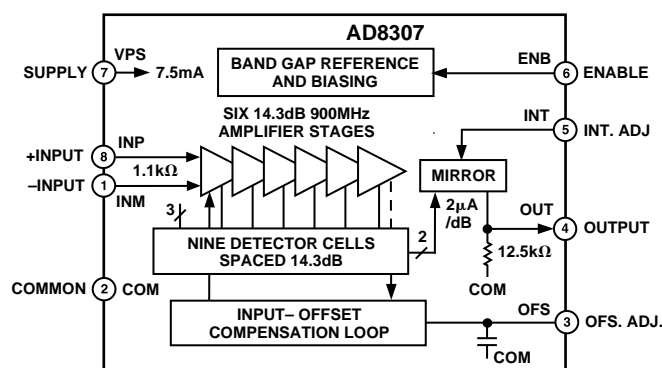 AD8307
SUPPLY 7 VPS 7.5mA
BAND GAP REFERENCE
AND BIASING
ENB 6 ENABLE
SIX 14.3dB 900MHz
AMPLIFIER STAGES
INT 5 INT. ADJ
+INPUT 8 INP
1.1kΩ
–INPUT 1 INM
MIRROR
2μA
/dB
3
NINE DETECTOR CELLS
SPACED 14.3dB
2
OUT 4 OUTPUT
12.5kΩ
COM
COMMON 2 COM
INPUT– OFFSET
COMPENSATION LOOP
OFS 3 OFS. ADJ.
COM